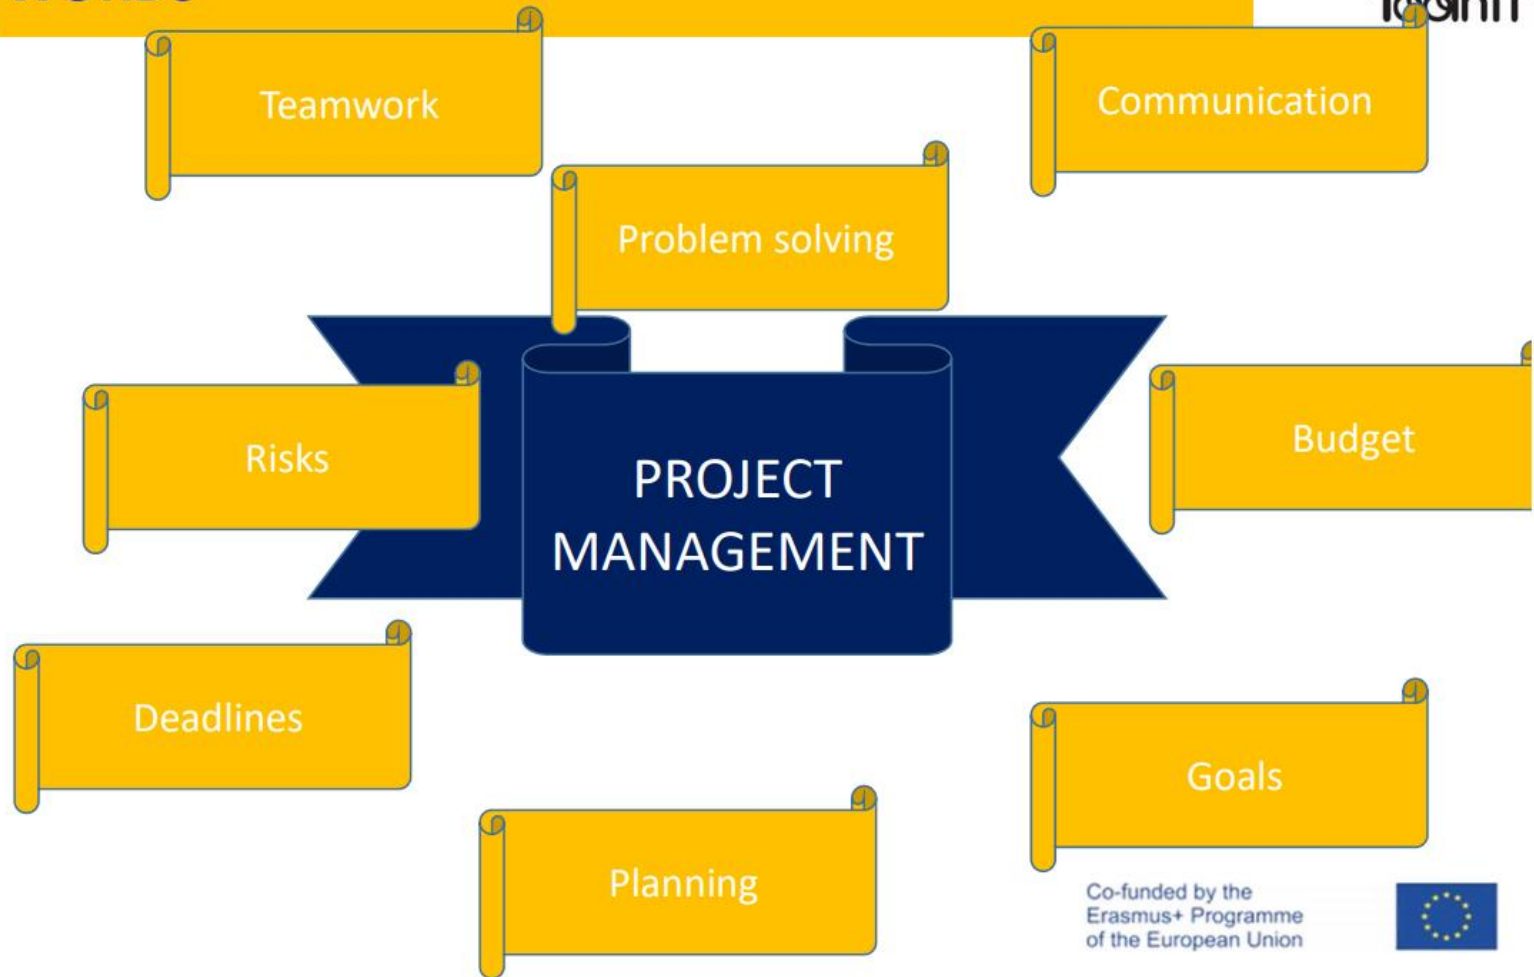 Teamwork
Communication
Problem solving
Risks
PROJECT
MANAGEMENT
Budget
Deadlines
Goals
Planning
Co-funded by the
Erasmus+ Programme
of the European Union